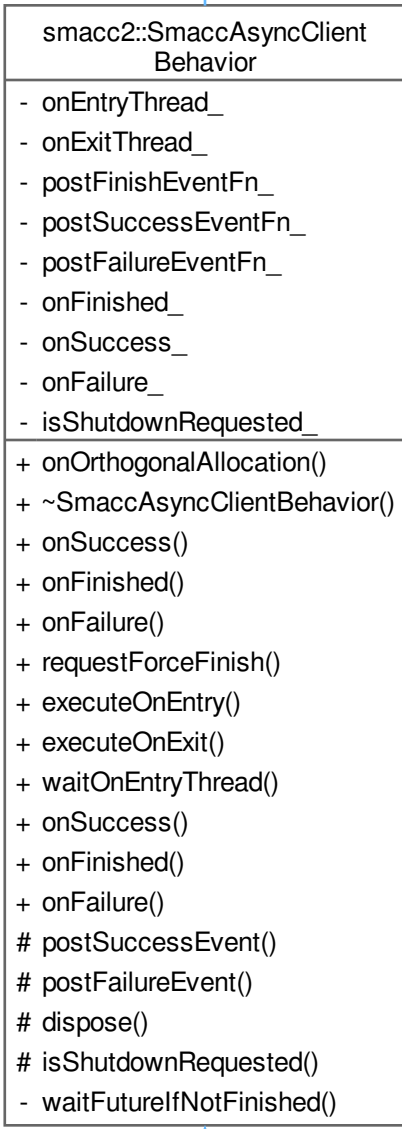 smacc2::SmaccAsyncClient
Behavior
- onEntryThread_
- onExitThread_
- postFinishEventFn_
- postSuccessEventFn_
- postFailureEventFn_
- onFinished_
- onSuccess_
- onFailure_
- isShutdownRequested_
+ onOrthogonalAllocation()
+ ~SmaccAsyncClientBehavior()
+ onSuccess()
+ onFinished()
+ onFailure()
+ requestForceFinish()
+ executeOnEntry()
+ executeOnExit()
+ waitOnEntryThread()
+ onSuccess()
+ onFinished()
+ onFailure()
# postSuccessEvent()
# postFailureEvent()
# dispose()
# isShutdownRequested()
- waitFutureIfNotFinished()